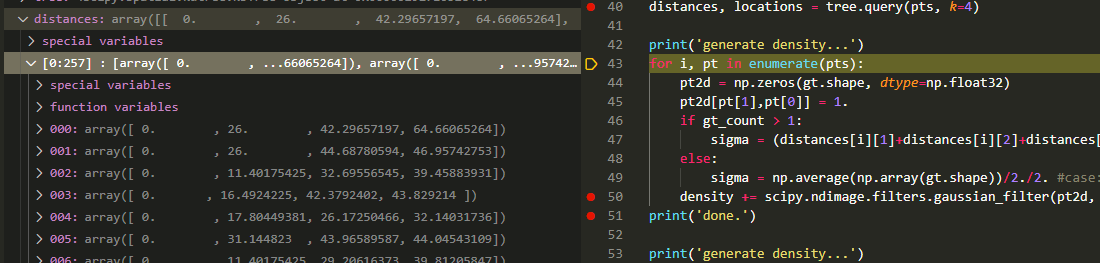 distances: array([[ 0.        , 26.        , 42.29657197, 64.66065264],
special variables
[0:257] : [array([ 0.        , ...66065264]), array([ 0.        , ...95742…
special variables
function variables
000: array([ 0.        , 26.        , 42.29657197, 64.66065264])
001: array([ 0.        , 26.        , 44.68780594, 46.95742753])
002: array([ 0.        , 11.40175425, 32.69556545, 39.45883931])
003: array([ 0.       , 16.4924225, 42.3792402, 43.829214 ])
004: array([ 0.        , 17.80449381, 26.17250466, 32.14031736])
005: array([ 0.        , 31.144823  , 43.96589587, 44.04543109])
006: array([ 0.        , 11.40175425, 29.20616373, 39.81205847])
40 distances, locations = tree.query(pts, k=4)
41
42 print('generate density...')
43 for i, pt in enumerate(pts):
44 pt2d = np.zeros(gt.shape, dtype=np.float32)
45 pt2d[pt[1],pt[0]] = 1.
46 if gt_count > 1:
47 sigma = (distances[i][1]+distances[i][2]+distances[
48 else:
49 sigma = np.average(np.array(gt.shape))/2./2. #case:
50 density += scipy.ndimage.filters.gaussian_filter(pt2d,
51 print('done.')
52
53 print('generate density...')